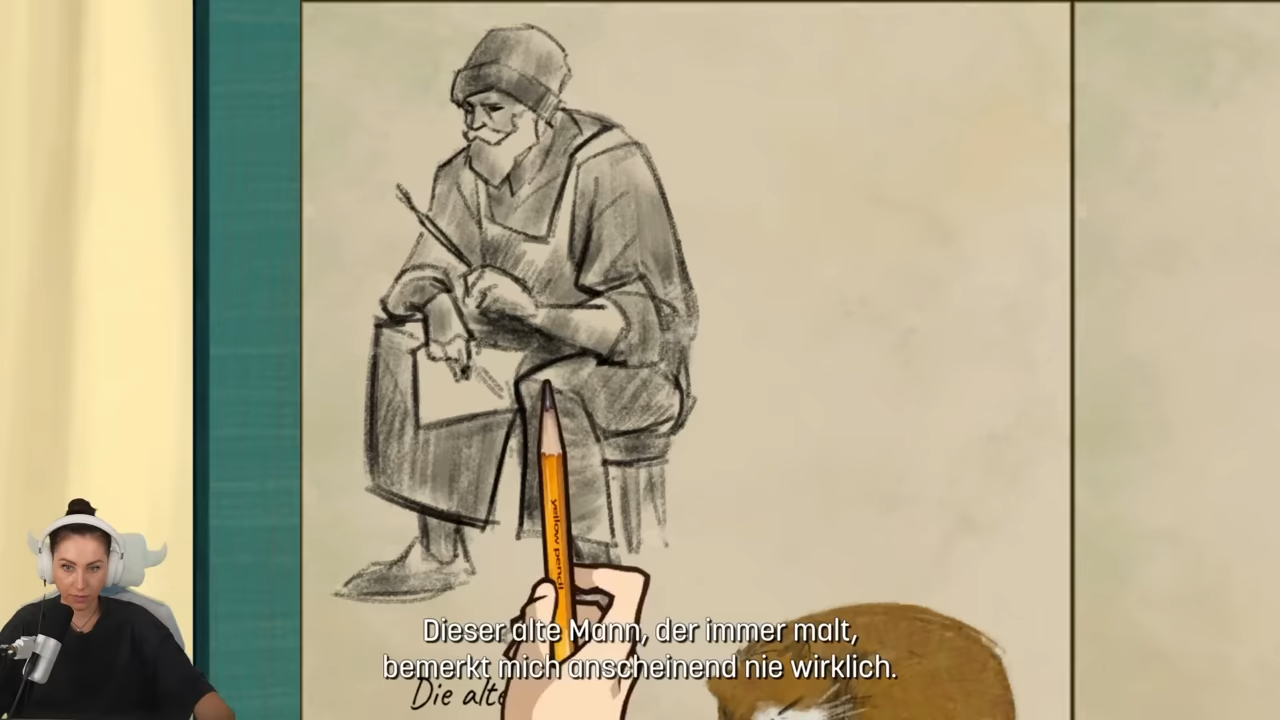 yellow pencil
Dieser alte Mann, der immer malt,
bemerkt mich anscheinend nie wirklich.
Die alte